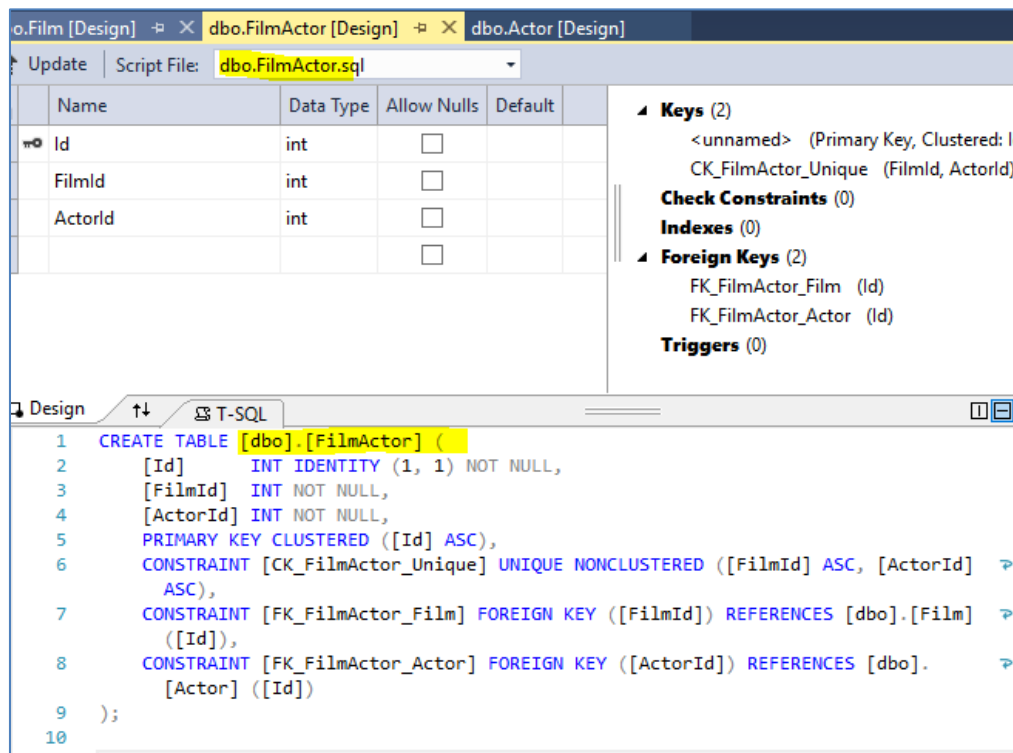 o.Film [Design]
dbo.FilmActor [Design]
dbo.Actor [Design]
Update
Script File:
dbo.FilmActor.sql
Name Data Type Allow Nulls Default
Id int
FilmId int
ActorId int
Keys (2)
<unnamed> (Primary Key, Clustered: I
CK_FilmActor_Unique (FilmId, ActorId)
Check Constraints (0)
Indexes (0)
Foreign Keys (2)
FK_FilmActor_Film (Id)
FK_FilmActor_Actor (Id)
Triggers (0)
Design
T-SQL
1 CREATE TABLE [dbo].[FilmActor] (
2 [Id] INT IDENTITY (1, 1) NOT NULL,
3 [FilmId] INT NOT NULL,
4 [ActorId] INT NOT NULL,
5 PRIMARY KEY CLUSTERED ([Id] ASC),
6 CONSTRAINT [CK_FilmActor_Unique] UNIQUE NONCLUSTERED ([FilmId] ASC, [ActorId]
ASC),
7 CONSTRAINT [FK_FilmActor_Film] FOREIGN KEY ([FilmId]) REFERENCES [dbo].[Film]
([Id]),
8 CONSTRAINT [FK_FilmActor_Actor] FOREIGN KEY ([ActorId]) REFERENCES [dbo].
[Actor] ([Id])
9 );
10